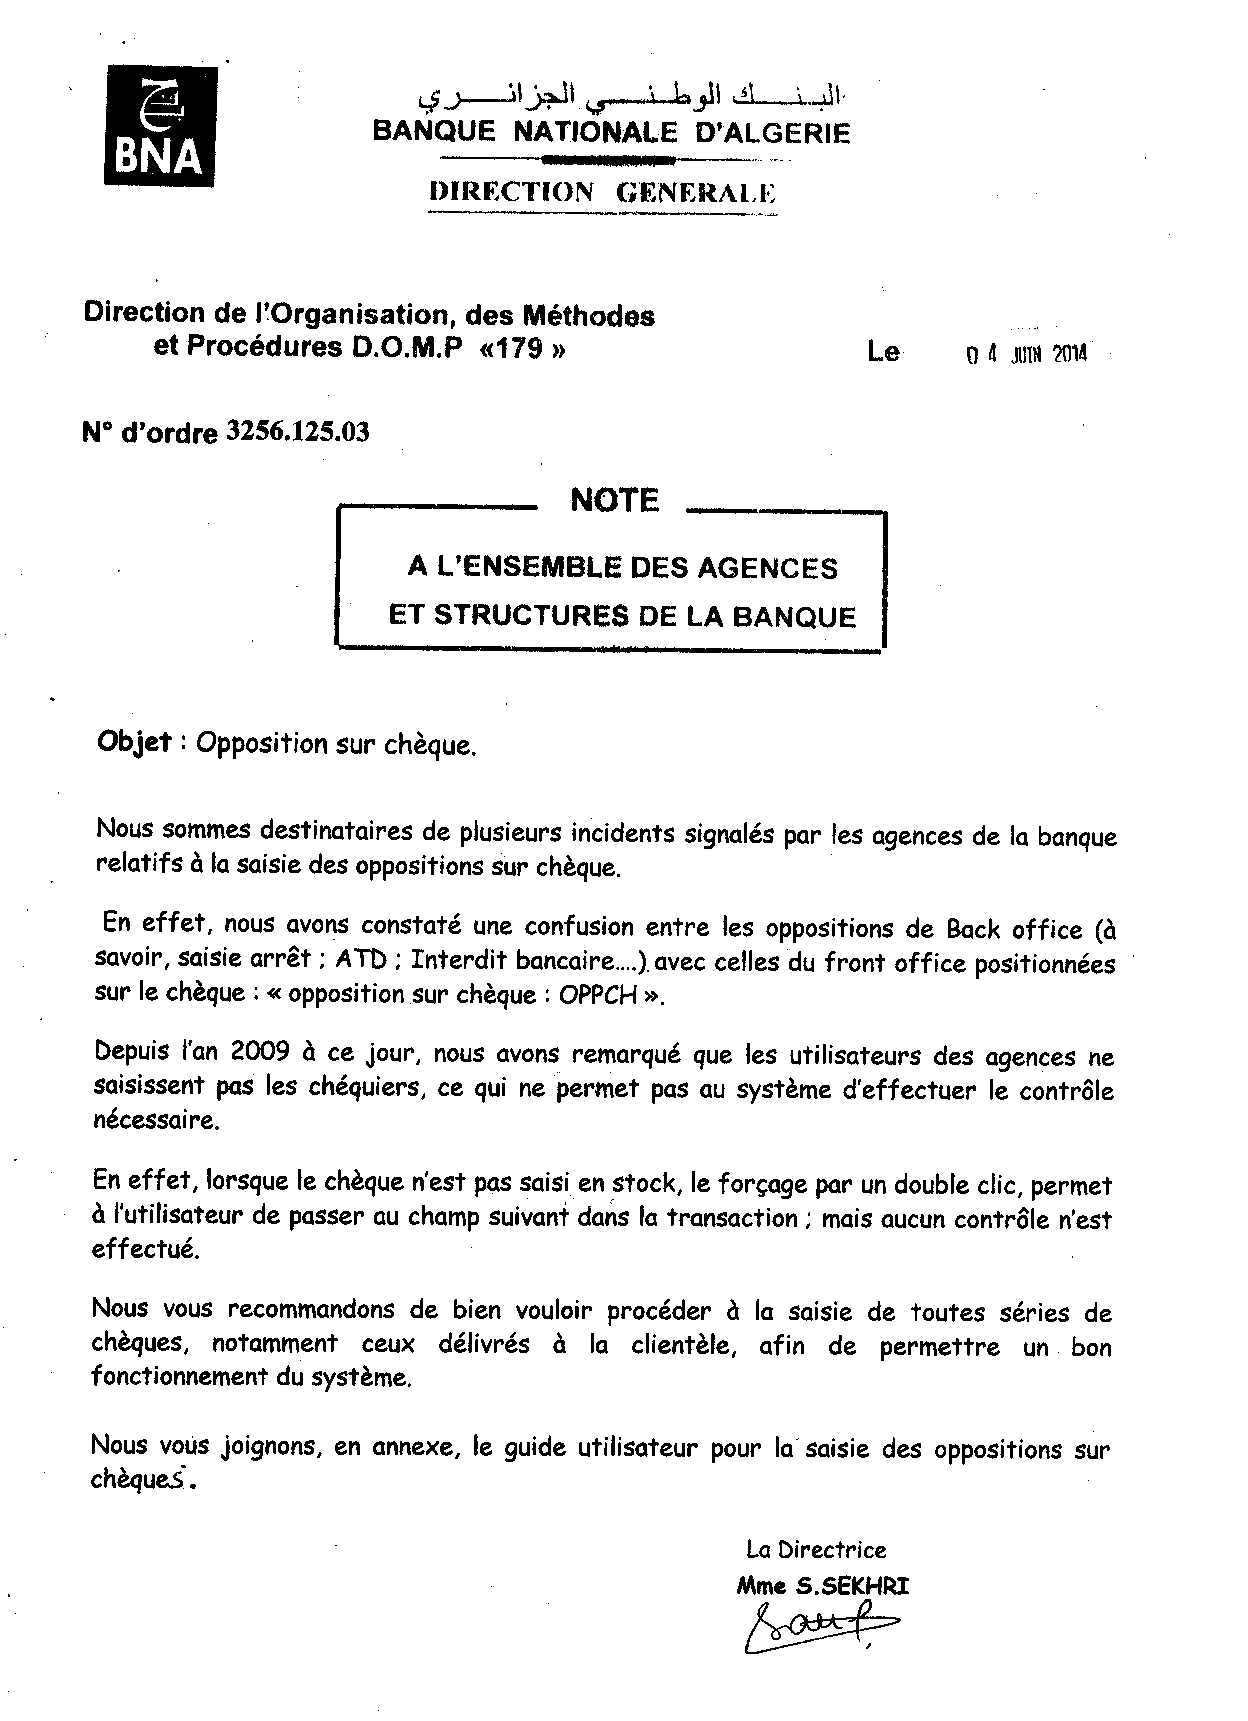 BNA
البنك الوطني الجزائري
BANQUE NATIONALE D'ALGERIE
DIRECTION GENERALE
Direction de l'Organisation, des Méthodes
et Procédures D.O.M.P «179 »
Le 04 JUIN 2014
N° d'ordre 3256.125.03
NOTE
A L'ENSEMBLE DES AGENCES
ET STRUCTURES DE LA BANQUE
Objet : Opposition sur chèque.
Nous sommes destinataires de plusieurs incidents signalés par les agences de la banque
relatifs à la saisie des oppositions sur chèque.
En effet, nous avons constaté une confusion entre les oppositions de Back office (à
savoir, saisie arrêt ; ATD ; Interdit bancaire....) avec celles du front office positionnées
sur le chèque : « opposition sur chèque : OPPCH ».
Depuis l'an 2009 à ce jour, nous avons remarqué que les utilisateurs des agences ne
saisissent pas les chéquiers, ce qui ne permet pas au système d'effectuer le contrôle
nécessaire.
En effet, lorsque le chèque n'est pas saisi en stock, le forçage par un double clic, permet
à l'utilisateur de passer au champ suivant dans la transaction ; mais aucun contrôle n'est
effectué.
Nous vous recommandons de bien vouloir procéder à la saisie de toutes séries de
chèques, notamment ceux délivrés à la clientèle, afin de permettre un bon
fonctionnement du système.
Nous vous joignons, en annexe, le guide utilisateur pour la saisie des oppositions sur
chèques.
La Directrice
Mme S.SEKHRI